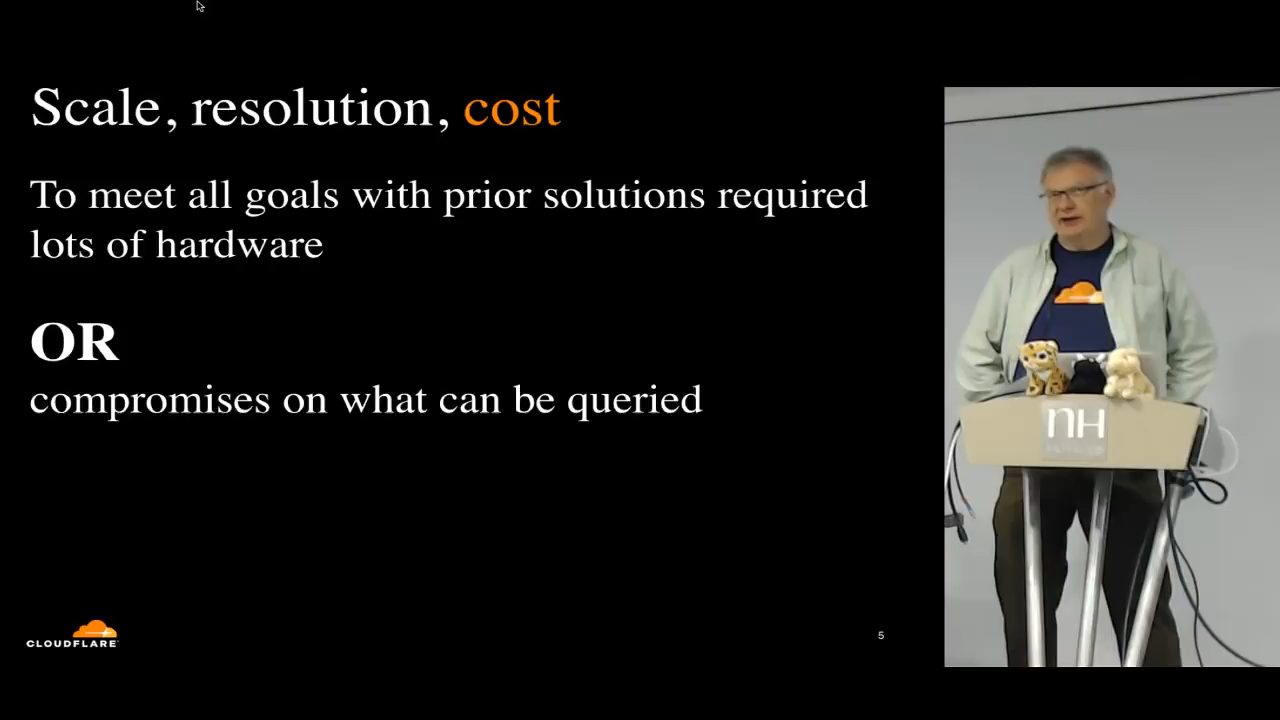 Scale, resolution, cost
To meet all goals with prior solutions required
lots of hardware
OR
compromises on what can be queried
CLOUDFLARE
5
nH